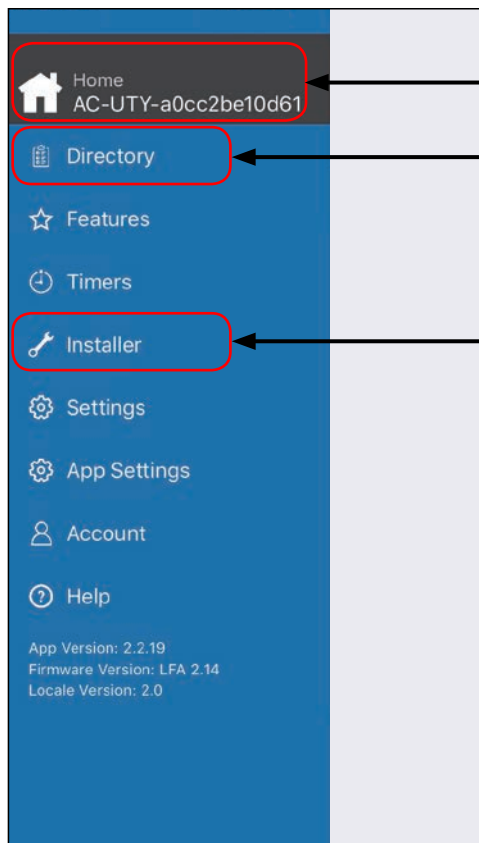 Home
AC-UTY-a0cc2be10d61
Directory
Features
Timers
Installer
Settings
App Settings
Account
Help
App Version: 2.2.19
Firmware Version: LFA 2.14
Locale Version: 2.0